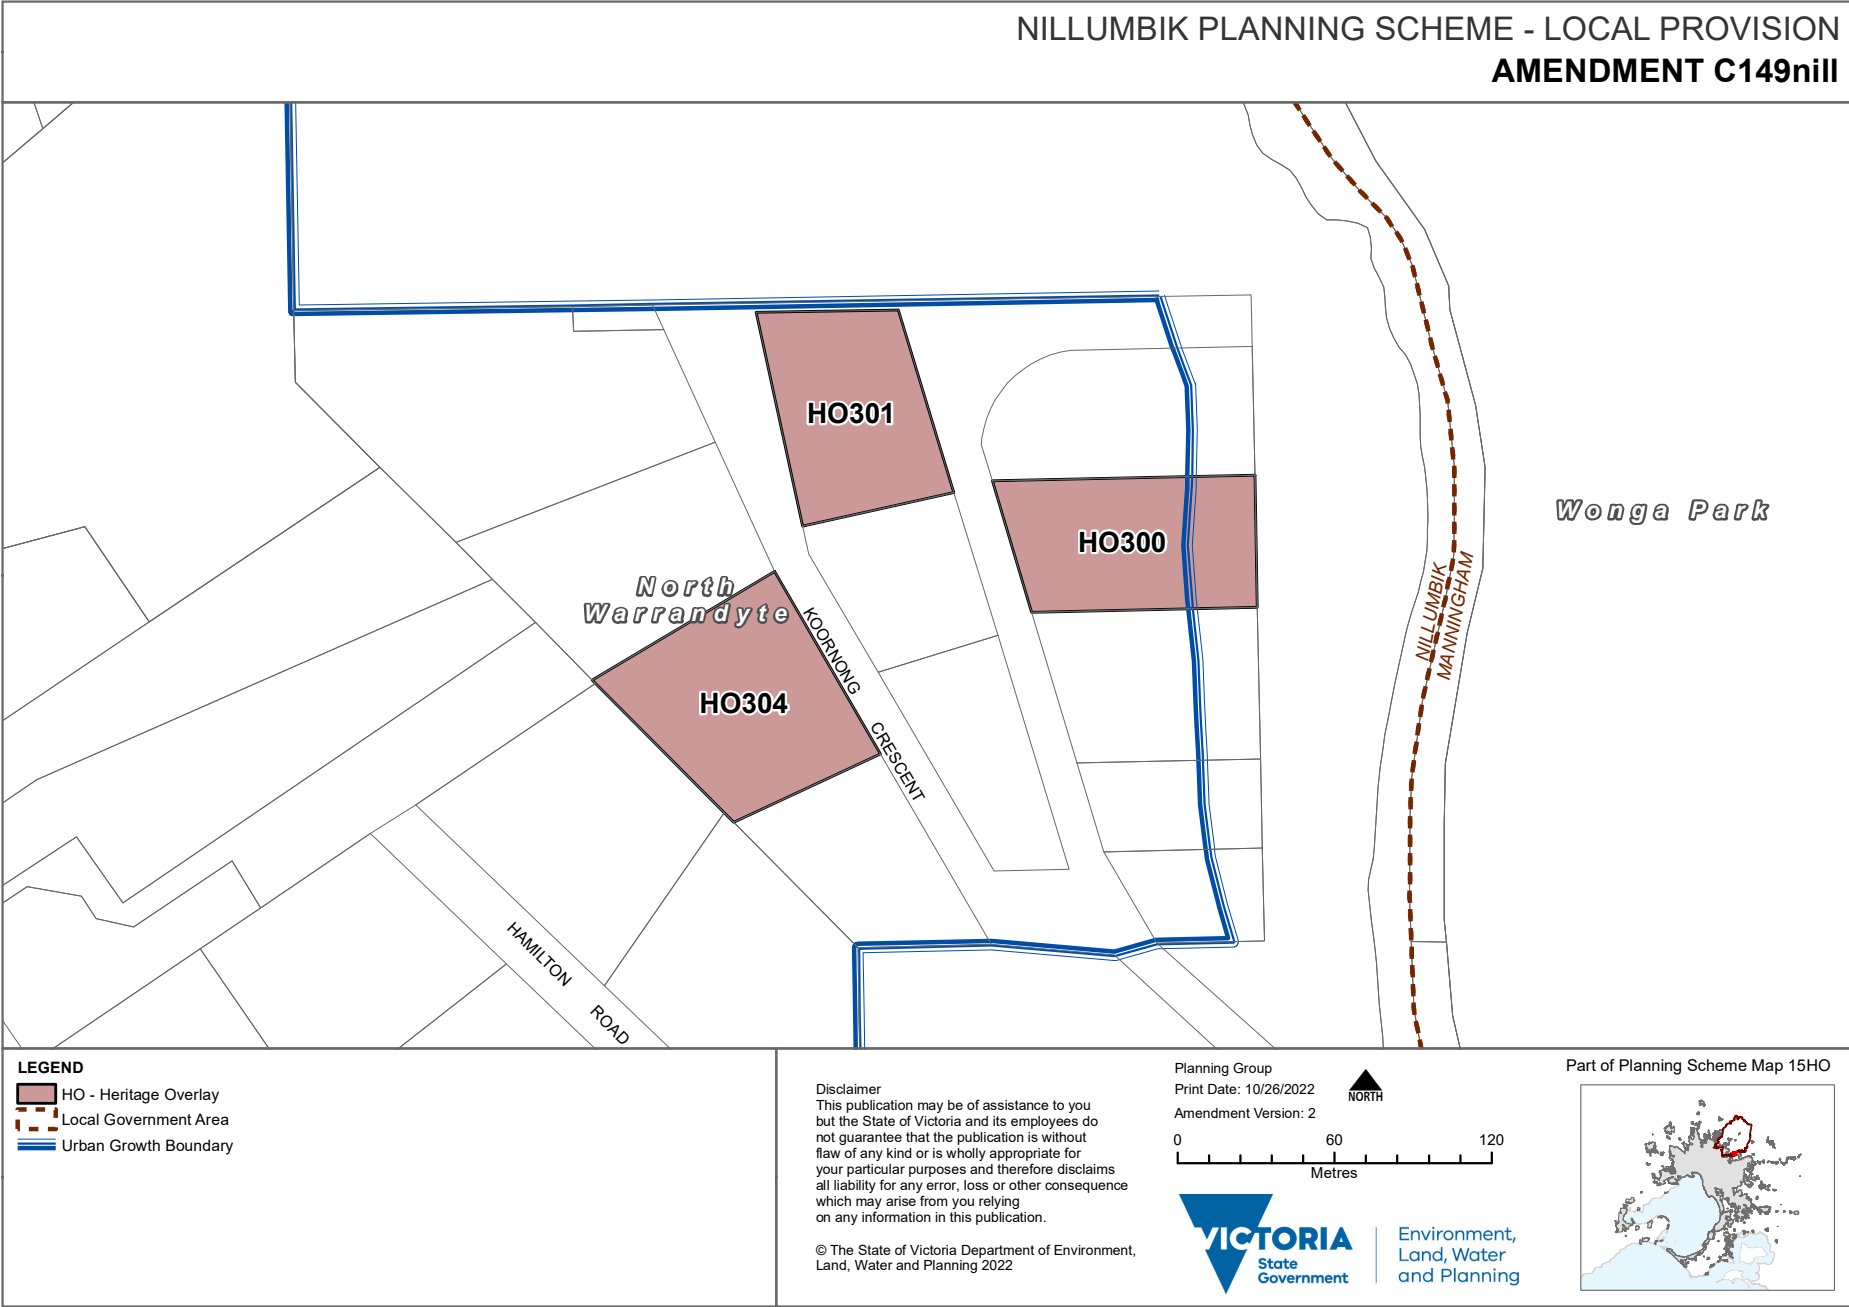 NILLUMBIK PLANNING SCHEME - LOCAL PROVISION
AMENDMENT C149nill
HO301
HO300
Wonga Park
North
Warrandyte
HO304
KOORNONG
CRESCENT
NILLUMBIK
MANNINGHAM
HAMILTON
ROAD
LEGEND
HO - Heritage Overlay
Local Government Area
Urban Growth Boundary
Disclaimer
This publication may be of assistance to you
but the State of Victoria and its employees do
not guarantee that the publication is without
flaw of any kind or is wholly appropriate for
your particular purposes and therefore disclaims
all liability for any error, loss or other consequence
which may arise from you relying
on any information in this publication.
© The State of Victoria Department of Environment,
Land, Water and Planning 2022
Planning Group
Print Date: 10/26/2022
Amendment Version: 2
NORTH
0 60 120
Metres
VICTORIA
State
Government
Environment,
Land, Water
and Planning
Part of Planning Scheme Map 15HO